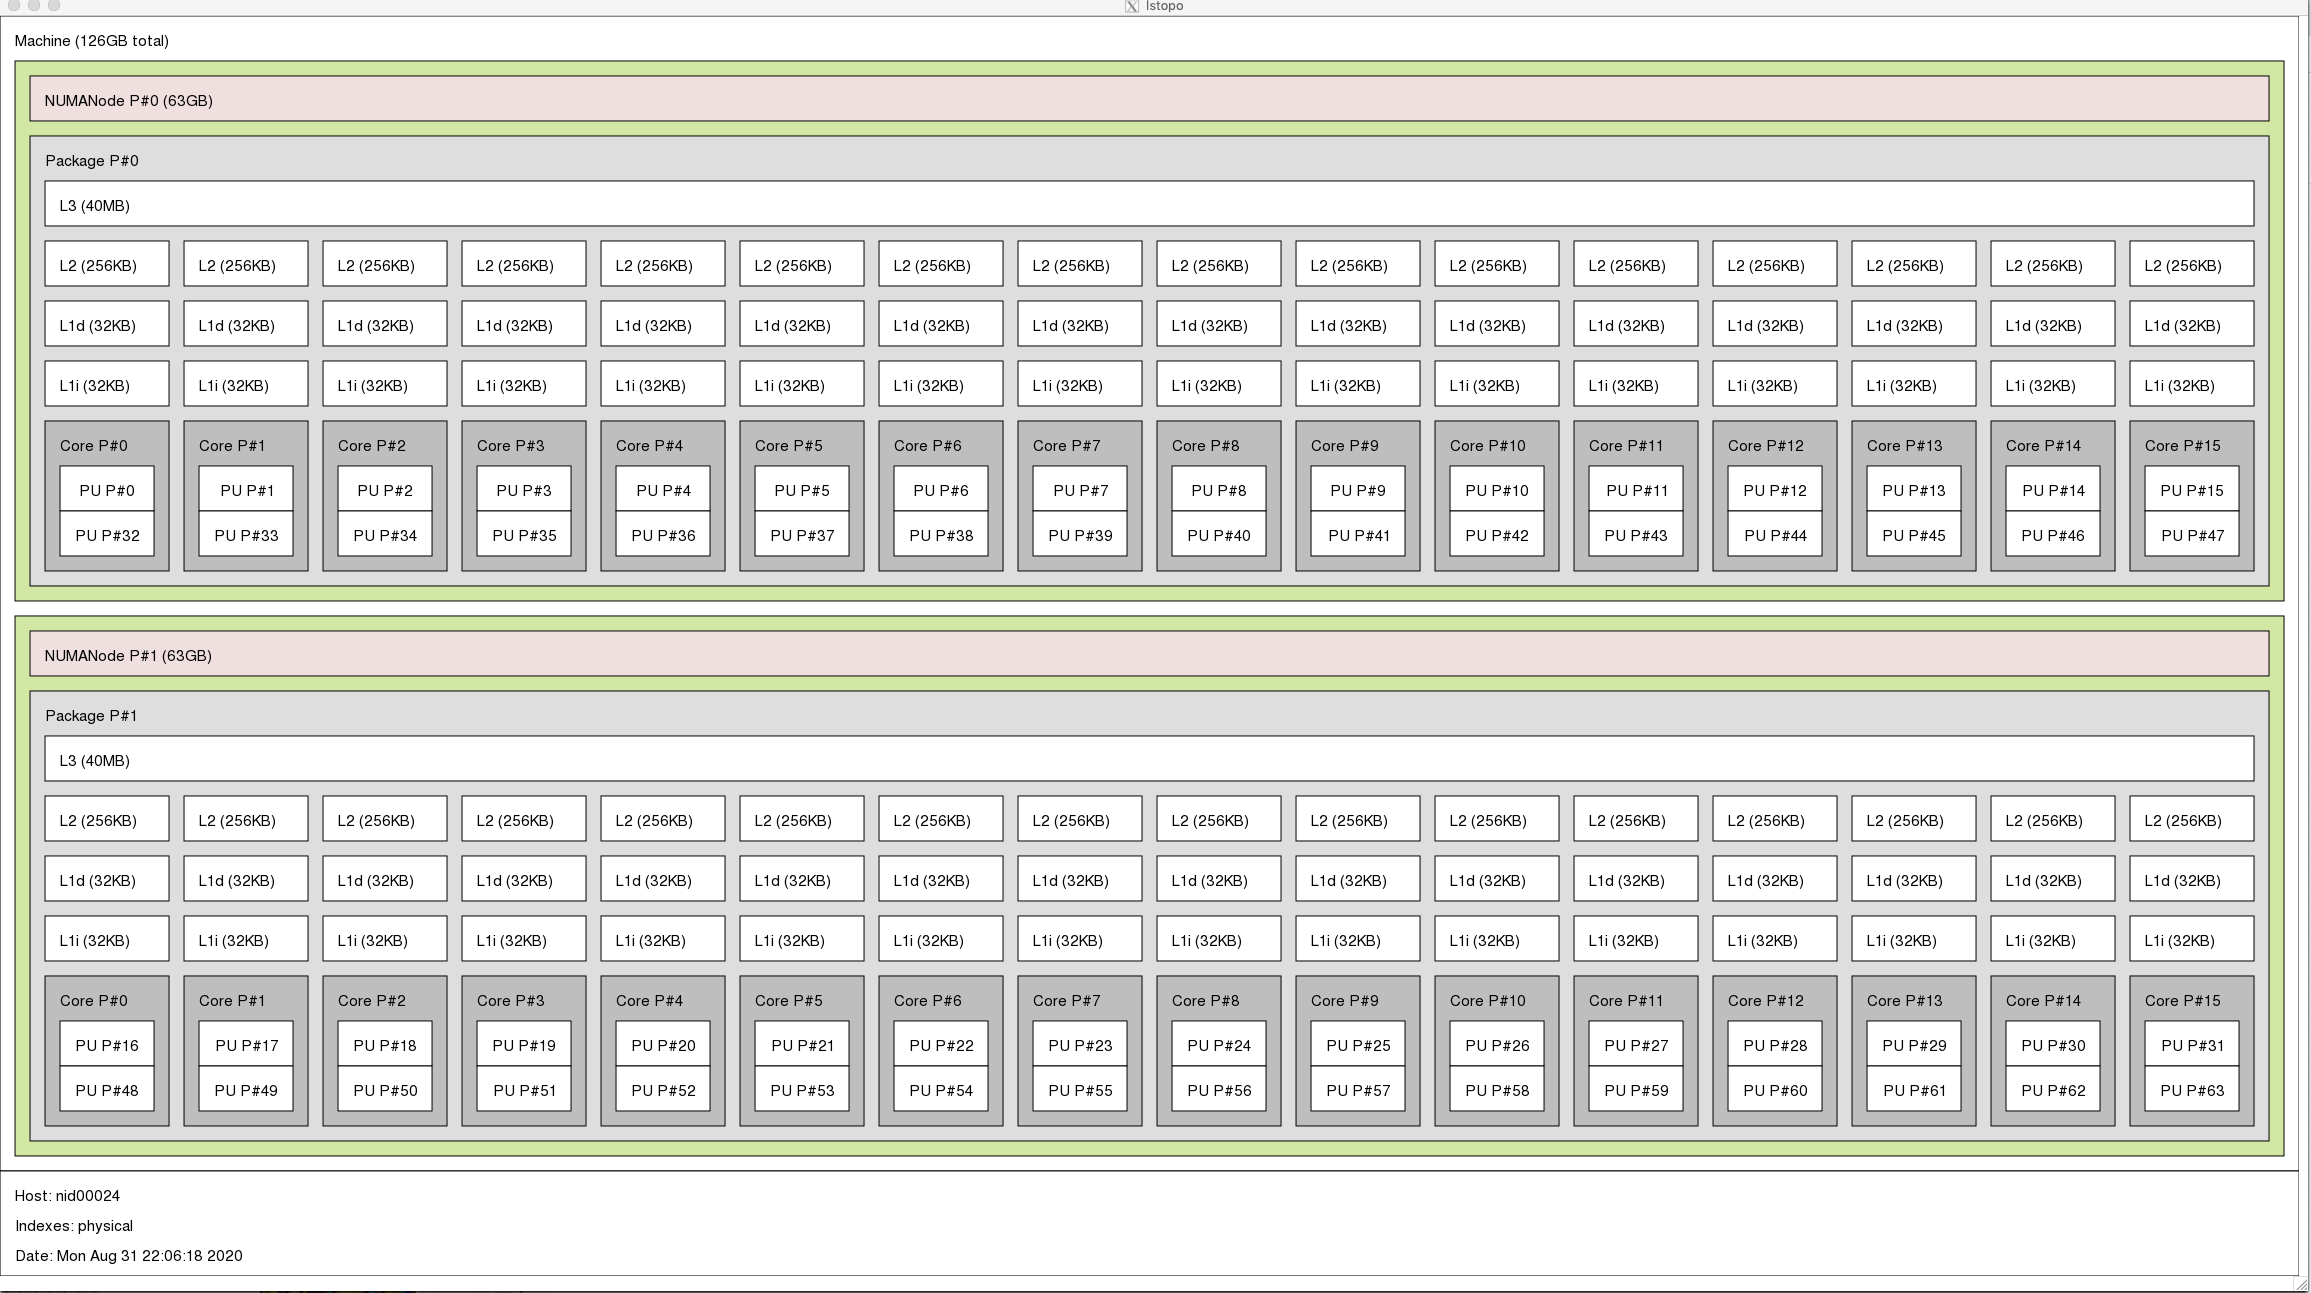 lstopo
Machine (126GB total)
NUMANode P#0 (63GB)
Package P#0
L3 (40MB)
L2 (256KB) L2 (256KB) L2 (256KB) L2 (256KB) L2 (256KB) L2 (256KB) L2 (256KB) L2 (256KB) L2 (256KB) L2 (256KB) L2 (256KB) L2 (256KB) L2 (256KB) L2 (256KB) L2 (256KB) L2 (256KB)
L1d (32KB) L1d (32KB) L1d (32KB) L1d (32KB) L1d (32KB) L1d (32KB) L1d (32KB) L1d (32KB) L1d (32KB) L1d (32KB) L1d (32KB) L1d (32KB) L1d (32KB) L1d (32KB) L1d (32KB) L1d (32KB)
L1i (32KB) L1i (32KB) L1i (32KB) L1i (32KB) L1i (32KB) L1i (32KB) L1i (32KB) L1i (32KB) L1i (32KB) L1i (32KB) L1i (32KB) L1i (32KB) L1i (32KB) L1i (32KB) L1i (32KB) L1i (32KB)
Core P#0 Core P#1 Core P#2 Core P#3 Core P#4 Core P#5 Core P#6 Core P#7 Core P#8 Core P#9 Core P#10 Core P#11 Core P#12 Core P#13 Core P#14 Core P#15
PU P#0 PU P#1 PU P#2 PU P#3 PU P#4 PU P#5 PU P#6 PU P#7 PU P#8 PU P#9 PU P#10 PU P#11 PU P#12 PU P#13 PU P#14 PU P#15
PU P#32 PU P#33 PU P#34 PU P#35 PU P#36 PU P#37 PU P#38 PU P#39 PU P#40 PU P#41 PU P#42 PU P#43 PU P#44 PU P#45 PU P#46 PU P#47
NUMANode P#1 (63GB)
Package P#1
L3 (40MB)
L2 (256KB) L2 (256KB) L2 (256KB) L2 (256KB) L2 (256KB) L2 (256KB) L2 (256KB) L2 (256KB) L2 (256KB) L2 (256KB) L2 (256KB) L2 (256KB) L2 (256KB) L2 (256KB) L2 (256KB) L2 (256KB)
L1d (32KB) L1d (32KB) L1d (32KB) L1d (32KB) L1d (32KB) L1d (32KB) L1d (32KB) L1d (32KB) L1d (32KB) L1d (32KB) L1d (32KB) L1d (32KB) L1d (32KB) L1d (32KB) L1d (32KB) L1d (32KB)
L1i (32KB) L1i (32KB) L1i (32KB) L1i (32KB) L1i (32KB) L1i (32KB) L1i (32KB) L1i (32KB) L1i (32KB) L1i (32KB) L1i (32KB) L1i (32KB) L1i (32KB) L1i (32KB) L1i (32KB) L1i (32KB)
Core P#0 Core P#1 Core P#2 Core P#3 Core P#4 Core P#5 Core P#6 Core P#7 Core P#8 Core P#9 Core P#10 Core P#11 Core P#12 Core P#13 Core P#14 Core P#15
PU P#16 PU P#17 PU P#18 PU P#19 PU P#20 PU P#21 PU P#22 PU P#23 PU P#24 PU P#25 PU P#26 PU P#27 PU P#28 PU P#29 PU P#30 PU P#31
PU P#48 PU P#49 PU P#50 PU P#51 PU P#52 PU P#53 PU P#54 PU P#55 PU P#56 PU P#57 PU P#58 PU P#59 PU P#60 PU P#61 PU P#62 PU P#63
Host: nid00024
Indexes: physical
Date: Mon Aug 31 22:06:18 2020